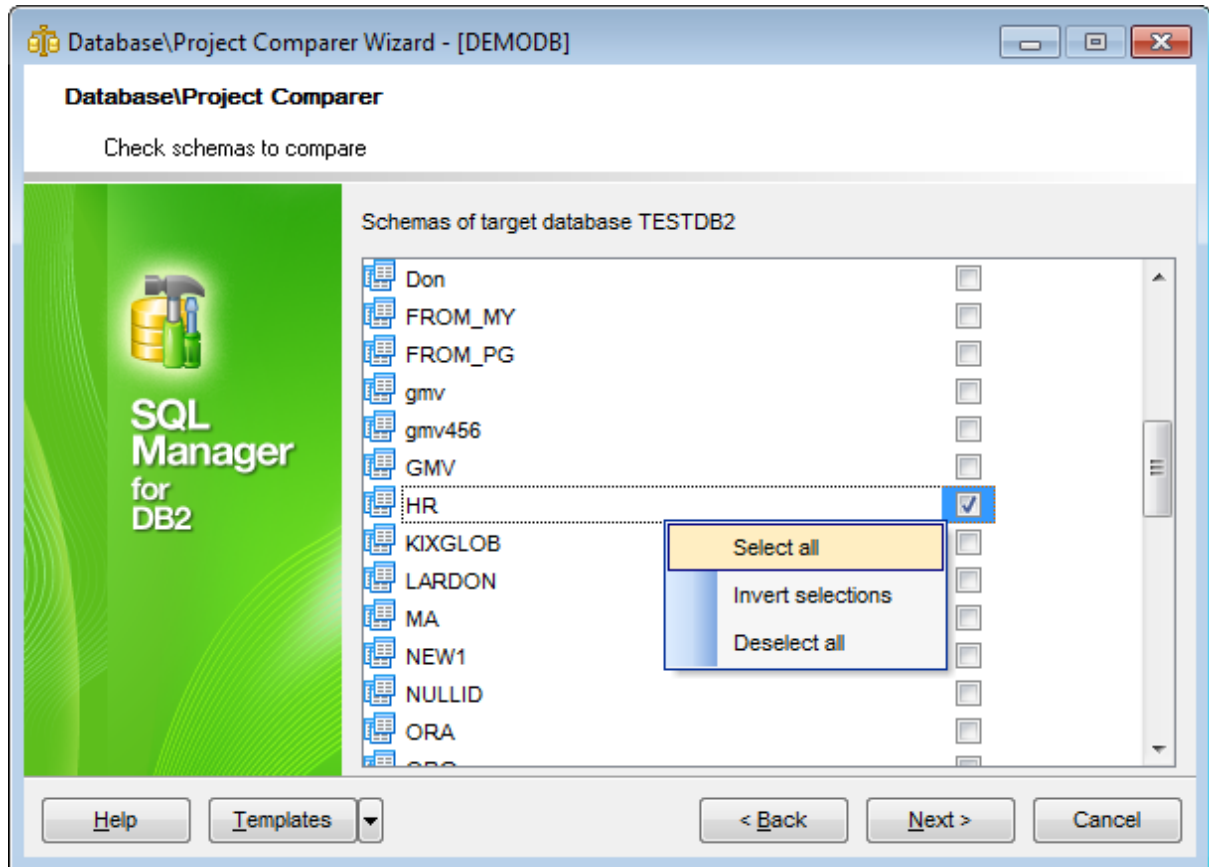 Database\Project Comparer Wizard - [DEMODB]
Database\Project Comparer
Check schemas to compare
SQL
Manager
for
DB2
Schemas of target database TESTDB2
Don
FROM_MY
FROM_PG
gmv
gmv456
GMV
HR
KIXGLOB
LARDON
MA
NEW1
NULLID
ORA
Select all
Invert selections
Deselect all
Help
Templates
< Back
Next >
Cancel